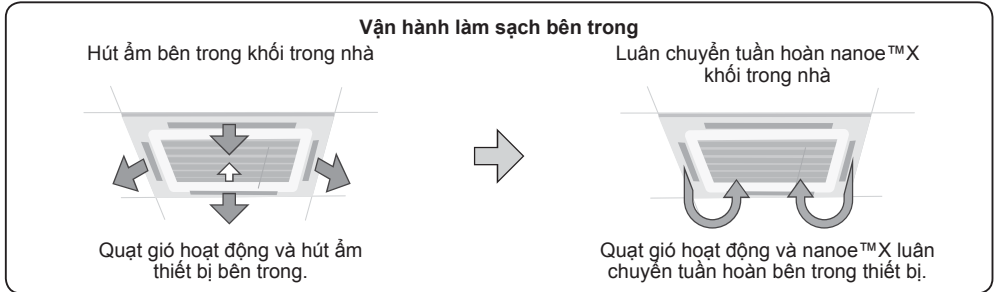 Vận hành làm sạch bên trong
Hút ẩm bên trong khối trong nhà
Luân chuyển tuần hoàn nanoe™X
khối trong nhà
Quạt gió hoạt động và hút ẩm
thiết bị bên trong.
Quạt gió hoạt động và nanoe™X luân
chuyển tuần hoàn bên trong thiết bị.